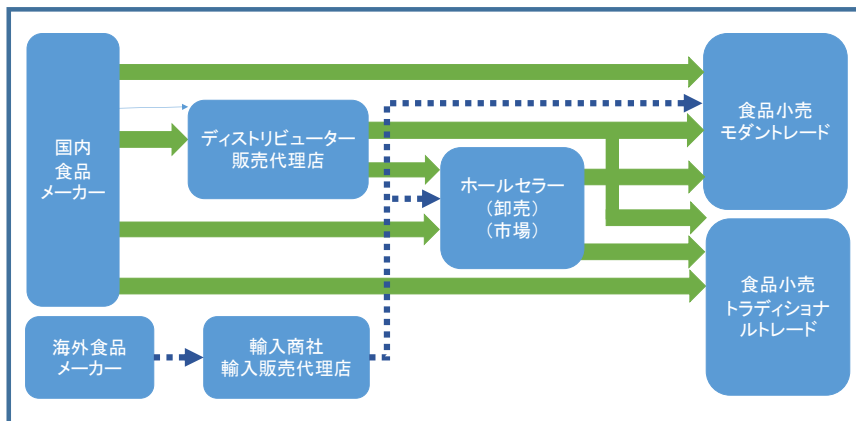 国内
食品
メーカー
ディストリビューター
販売代理店
ホールセラー
（卸売）
（市場）
食品小売
モダントレード
食品小売
トラディショナ
ルトレード
海外食品
メーカー
輸入商社
輸入販売代理店